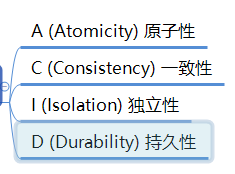 A (Atomicity) 原子性
C (Consistency) 一致性
I (Isolation) 独立性
D (Durability) 持久性